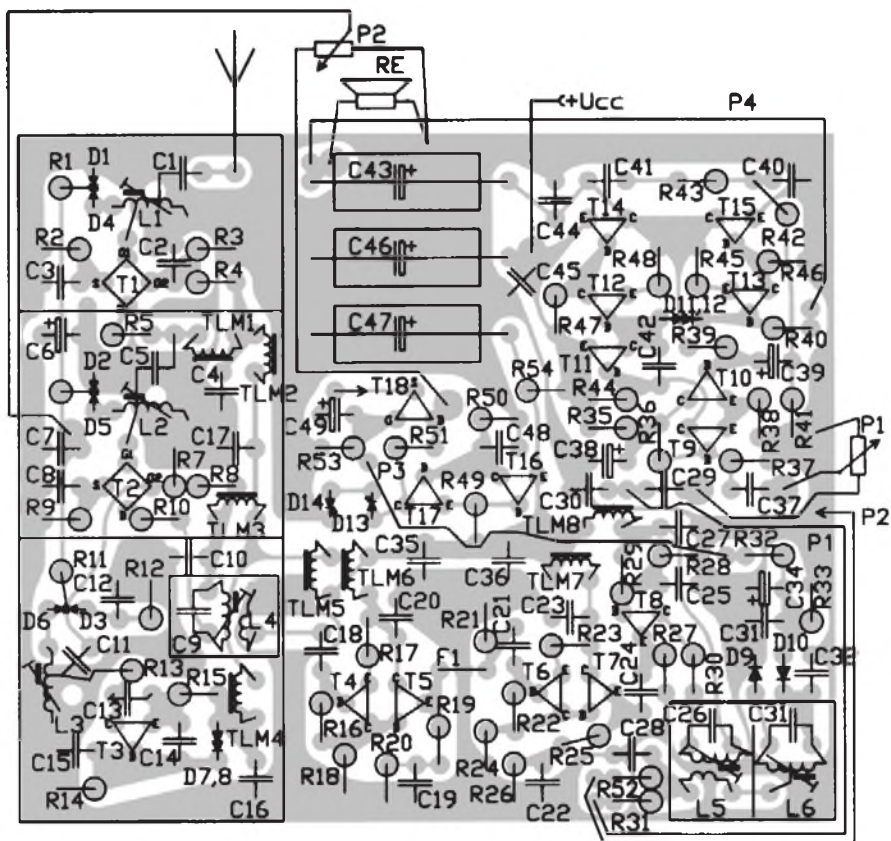 P2
RE
+Ucc P4
R1 D1 C1 C43 + C41 R43 C40
D4 L1 C44 T14 T15
R2 G1 C2 R3 R42
C3 S T1 G2 R4 C46 + C45 T12 R48 R45 T13 R46
R47 D11,12
+ C6 R5 TLM1 C47 + R39 R40
D2 C5 C4 T11 C42
TLM2 R54 R44 T10 + C39
D5 L2 T18 R50 R35 R36 R38 R41 P1
C7 G1 C17 + C49 R51 C48 C38 + T9
C8 S T2 G2 R7 R8 R53 P3 R49 T16 C29 R37
R9 R10 TLM3 D14 D13 T17 C30 TLM8 C37 P2
C27 P1
R11 C10 C35 R29 R28 R32
C12 R12 C36 TLM7 C25 C34 R33
D6 D3 C9 L4 TLM5 TLM6 C20 R21 C21 C23 T8 + C31
C11 C18 R17 R23 R27 R30 D9 D10 C32
R13 R15 F1 T6 T7 C24
L3 C13 T4 T5 R22 C26 C31
T3 C14 TLM4 R16 R19 C28
C15 D7,8 R18 R20 R24 R25
R14 C16 C19 R26 C22 R52 L5 L6
R31